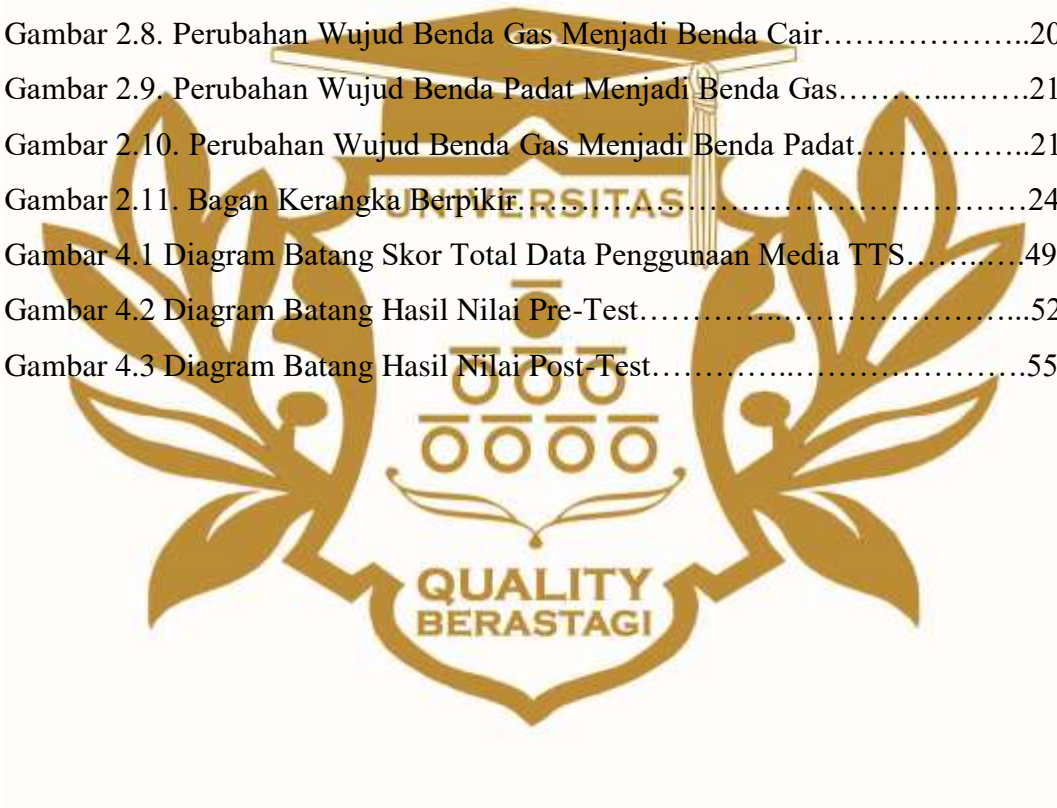 Gambar 2.8. Perubahan Wujud Benda Gas Menjadi Benda Cair………………..20
Gambar 2.9. Perubahan Wujud Benda Padat Menjadi Benda Gas………...…….21
Gambar 2.10. Perubahan Wujud Benda Gas Menjadi Benda Padat……………..21
Gambar 2.11. Bagan Kerangka Berpikir…………………………………………24
UNIVERSITAS
Gambar 4.1 Diagram Batang Skor Total Data Penggunaan Media TTS……..….49
Gambar 4.2 Diagram Batang Hasil Nilai Pre-Test…………..…………………...52
Gambar 4.3 Diagram Batang Hasil Nilai Post-Test…………..………………….55
QUALITY
BERASTAGI